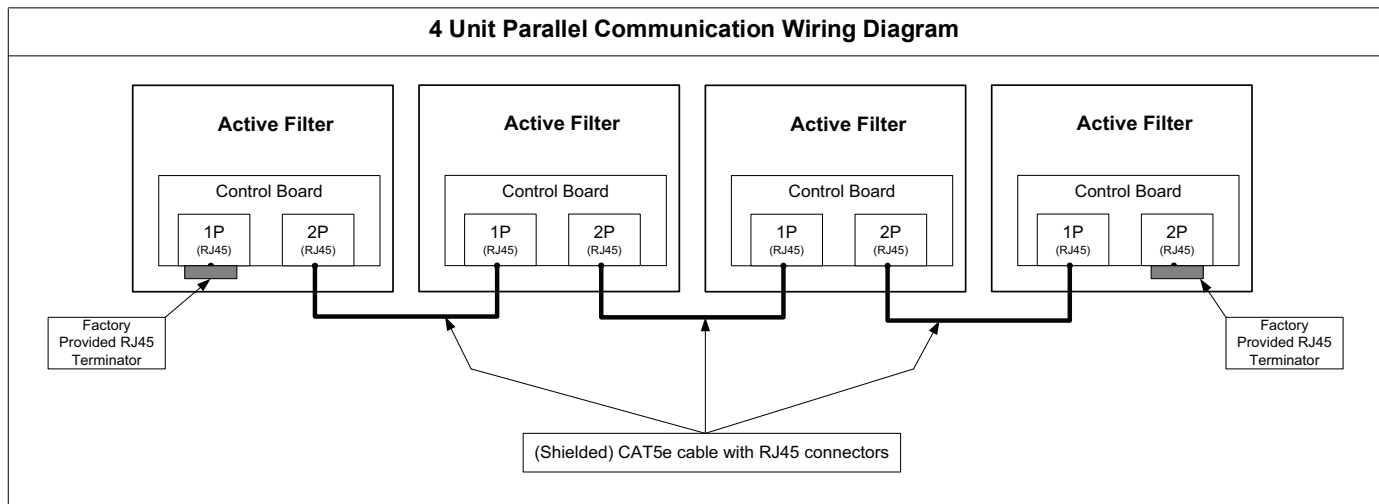 4 Unit Parallel Communication Wiring Diagram
Active Filter
Control Board
1P
(RJ45)
2P
(RJ45)
Active Filter
Control Board
1P
(RJ45)
2P
(RJ45)
Active Filter
Control Board
1P
(RJ45)
2P
(RJ45)
Active Filter
Control Board
1P
(RJ45)
2P
(RJ45)
Factory
Provided RJ45
Terminator
Factory
Provided RJ45
Terminator
(Shielded) CAT5e cable with RJ45 connectors